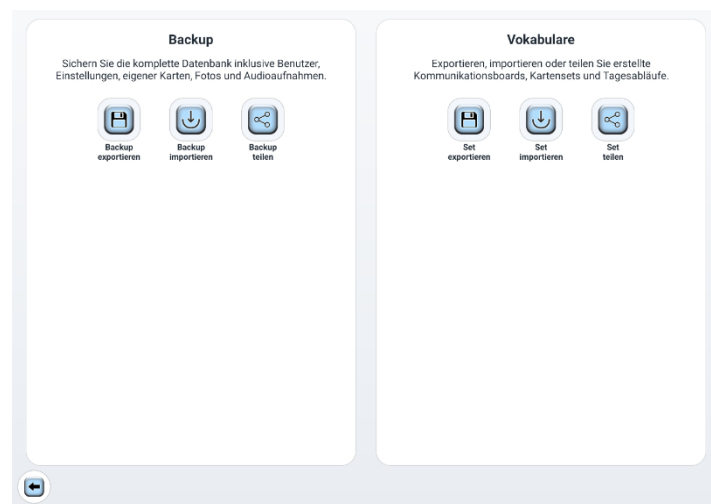 Backup
Sichern Sie die komplette Datenbank inklusive Benutzer,
Einstellungen, eigener Karten, Fotos und Audioaufnahmen.
Backup
exportieren
Backup
importieren
Backup
teilen
Vokabulare
Exportieren, importieren oder teilen Sie erstellte
Kommunikationsboards, Kartensets und Tagesabläufe.
Set
exportieren
Set
importieren
Set
teilen